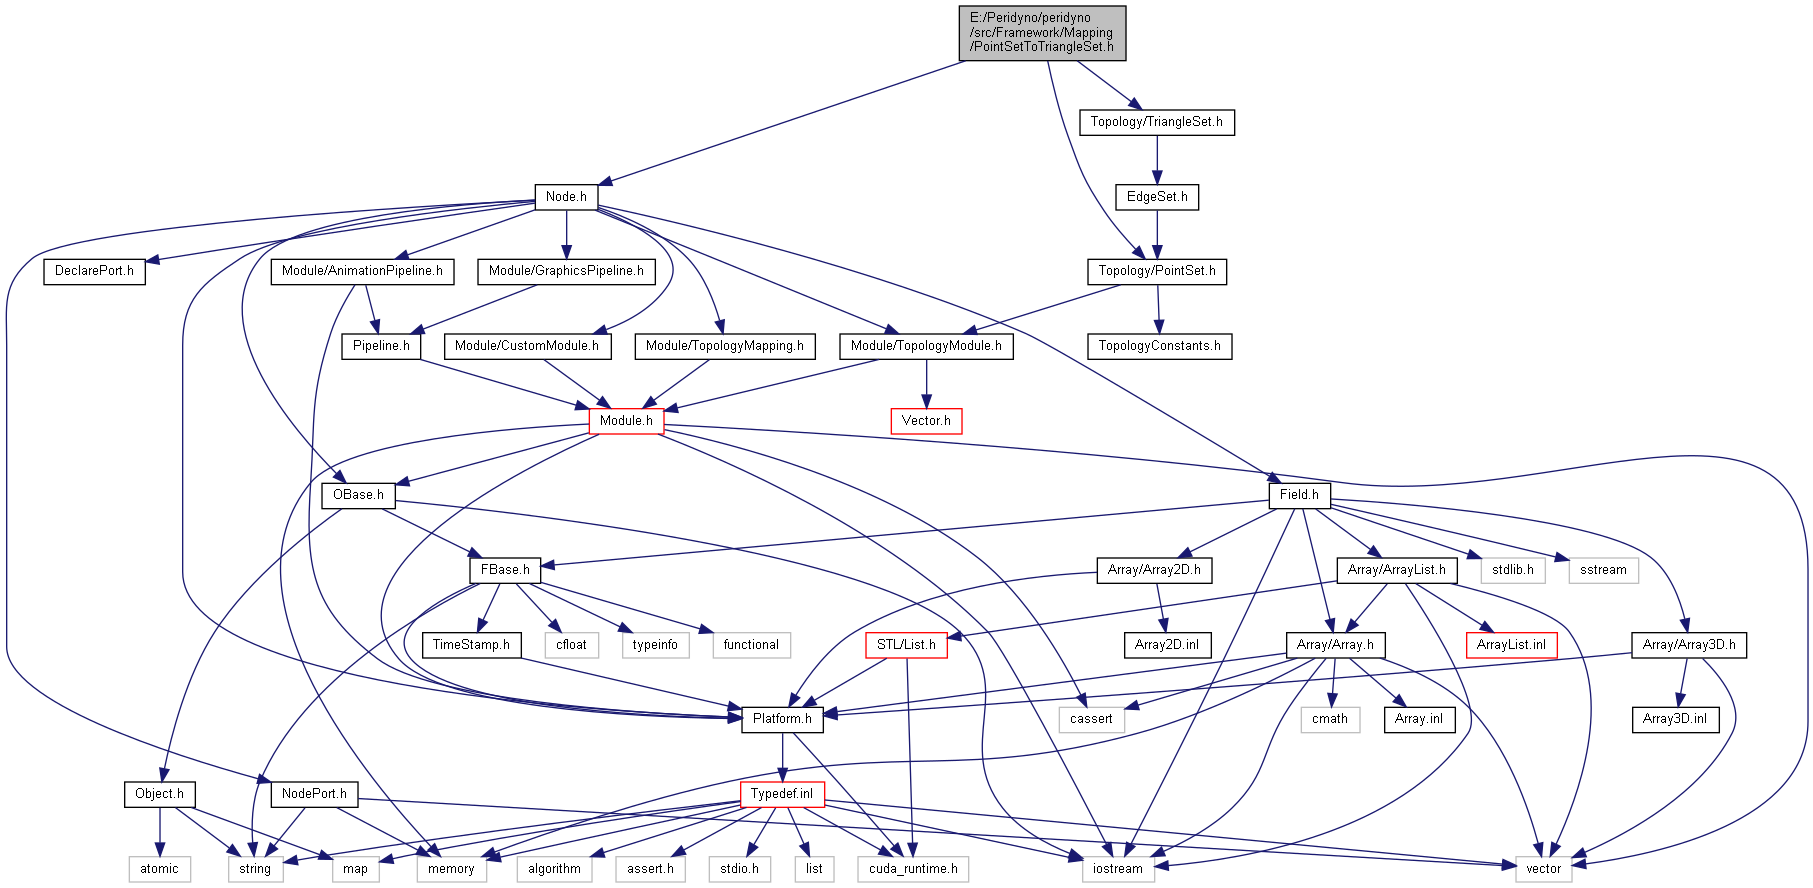 E:/Peridyno/peridyno
/src/Framework/Mapping
/PointSetToTriangleSet.h
Topology/TriangleSet.h
Node.h
EdgeSet.h
DeclarePort.h
Module/AnimationPipeline.h
Module/GraphicsPipeline.h
Topology/PointSet.h
Pipeline.h
Module/CustomModule.h
Module/TopologyMapping.h
Module/TopologyModule.h
TopologyConstants.h
Module.h
Vector.h
OBase.h
Field.h
FBase.h
Array/Array2D.h
Array/ArrayList.h
stdlib.h
sstream
TimeStamp.h
cfloat
typeinfo
functional
STL/List.h
Array2D.inl
Array/Array.h
ArrayList.inl
Array/Array3D.h
Platform.h
cassert
cmath
Array.inl
Array3D.inl
Object.h
NodePort.h
Typedef.inl
atomic
string
map
memory
algorithm
assert.h
stdio.h
list
cuda_runtime.h
iostream
vector